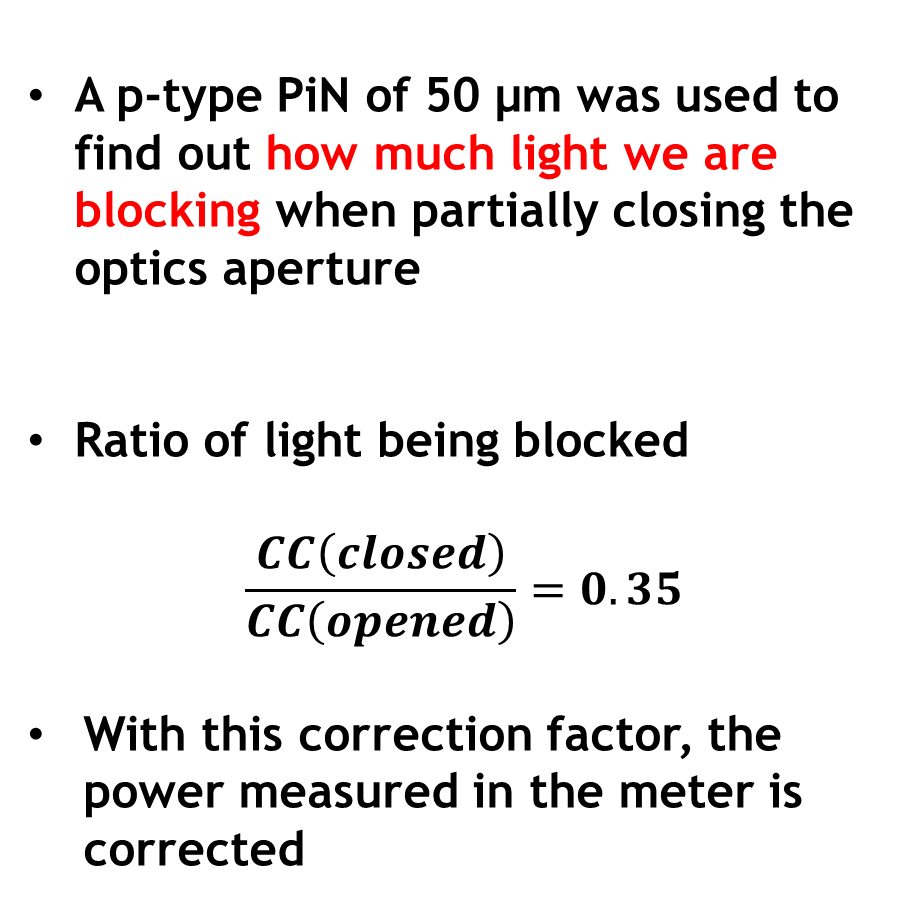 • A p-type PiN of 50 µm was used to
find out how much light we are
blocking when partially closing the
optics aperture
• Ratio of light being blocked
CC(closed)
CC(opened) = 0.35
• With this correction factor, the
power measured in the meter is
corrected